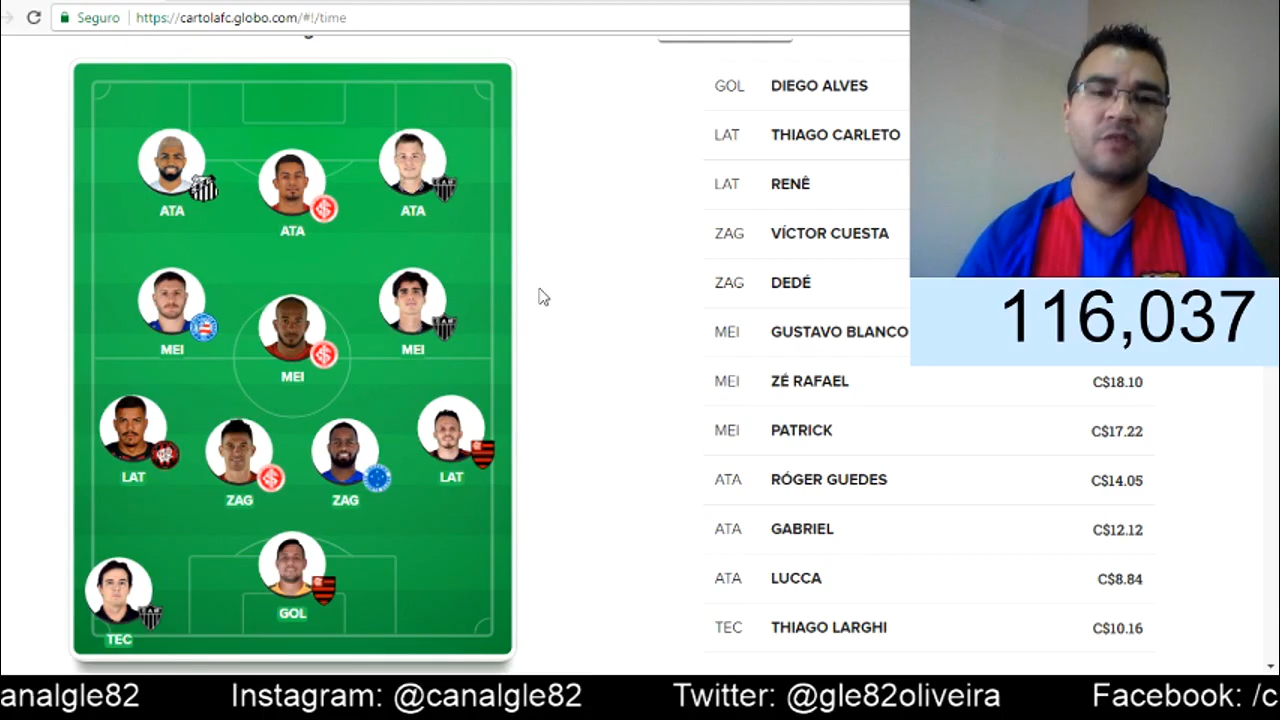 Seguro
https://cartolafc.globo.com/#!/time
ATA
ATA
ATA
MEI
MEI
MEI
LAT
ZAG
ZAG
LAT
GOL
TEC
GOL DIEGO ALVES
LAT THIAGO CARLETO
LAT RENÊ
ZAG VÍCTOR CUESTA
ZAG DEDÉ
MEI GUSTAVO BLANCO
MEI ZÉ RAFAEL C$18.10
MEI PATRICK C$17.22
ATA RÓGER GUEDES C$14.05
ATA GABRIEL C$12.12
ATA LUCCA C$8.84
TEC THIAGO LARGHI C$10.16
116,037
analgle82 Instagram: @canalgle82 Twitter: @gle82oliveira Facebook: /c